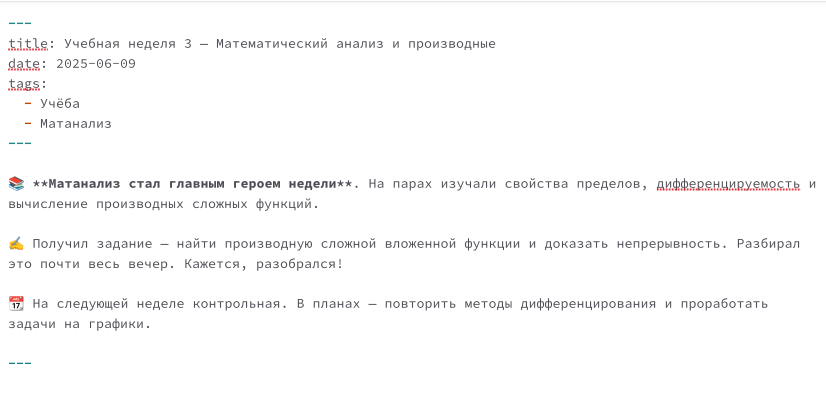 ---
title: Учебная неделя 3 — Математический анализ и производные
date: 2025-06-09
tags:
  - Учёба
  - Матанализ
---
📚 **Матанализ стал главным героем недели**. На парах изучали свойства пределов, дифференцируемость и
вычисление производных сложных функций.
✍️ Получил задание — найти производную сложной вложенной функции и доказать непрерывность. Разбирал
это почти весь вечер. Кажется, разобрался!
📆 На следующей неделе контрольная. В планах — повторить методы дифференцирования и проработать
задачи на графики.
---